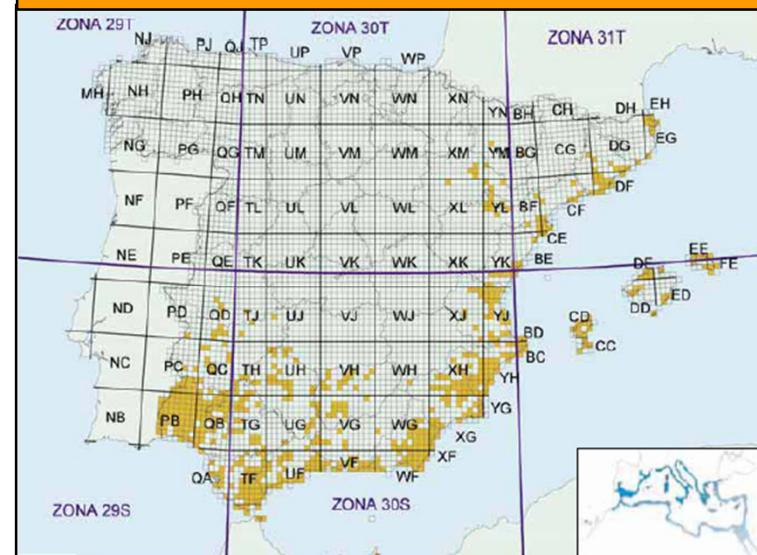 ZONA 29T
ZONA 30T
ZONA 31T
NJ PJ QJ TP UP VP WP
MH NH PH QH TN UN VN WN XN YN BH CH DH EH
NG PG QG TM UM VM WM XM YM BG CG DG EG
NF PF QF TL UL VL WL XL YL BF CF DF
NE PE QE TK UK VK WK XK YK BE CE DE EE FE
ND PD QD TJ UJ VJ WJ XJ YJ BD CD DD ED
NC PC QC TH UH VH WH XH YH BC CC
NB PB QB TG UG VG WG XG YG
QA TF UF VF WF XF
ZONA 29S
ZONA 30S